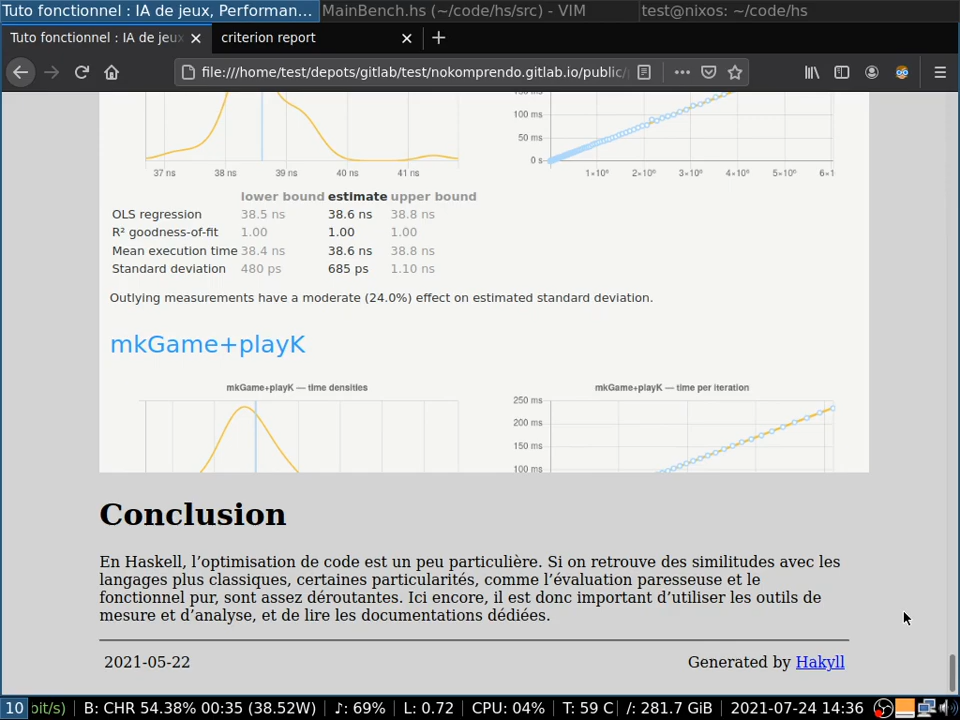 Tuto fonctionnel : IA de jeux, Performan... MainBench.hs (~/code/hs/src) - VIM test@nixos: ~/code/hs
Tuto fonctionnel : IA de jeux criterion report
file:///home/test/depots/gitlab/test/nokomprendo.gitlab.io/public/
150 ms
100 ms
50 ms
0 s
37 ns 38 ns 39 ns 40 ns 41 ns
1×10⁶ 2×10⁶ 3×10⁶ 4×10⁶ 5×10⁶ 6×1
lower bound estimate upper bound
OLS regression 38.5 ns 38.6 ns 38.8 ns
R² goodness-of-fit 1.00 1.00 1.00
Mean execution time 38.4 ns 38.6 ns 38.8 ns
Standard deviation 480 ps 685 ps 1.10 ns
Outlying measurements have a moderate (24.0%) effect on estimated standard deviation.
mkGame+playK
mkGame+playK — time densities mkGame+playK — time per iteration
250 ms
200 ms
150 ms
100 ms
Conclusion
En Haskell, l’optimisation de code est un peu particulière. Si on retrouve des similitudes avec les
langages plus classiques, certaines particularités, comme l’évaluation paresseuse et le
fonctionnel pur, sont assez déroutantes. Ici encore, il est donc important d’utiliser les outils de
mesure et d’analyse, et de lire les documentations dédiées.
2021-05-22 Generated by Hakyll
10 bit/s) B: CHR 54.38% 00:35 (38.52W) ♪: 69% L: 0.72 CPU: 04% T: 59 C /: 281.7 GiB 2021-07-24 14:36